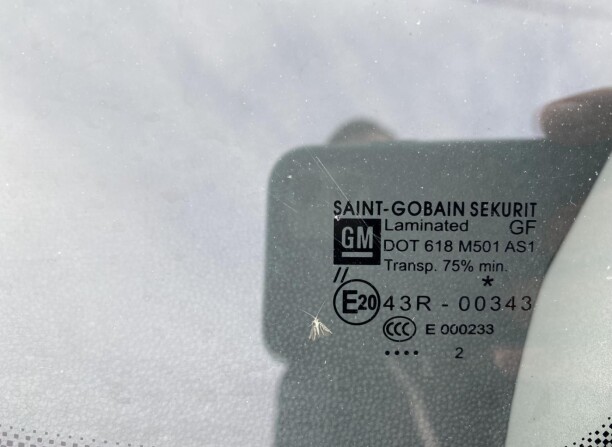 SAINT-GOBAIN SEKURIT
GM
Laminated GF
DOT 618 M501 AS1
Transp. 75% min.
//
*
E20 43R - 00343
CCC E 000233
.... 2